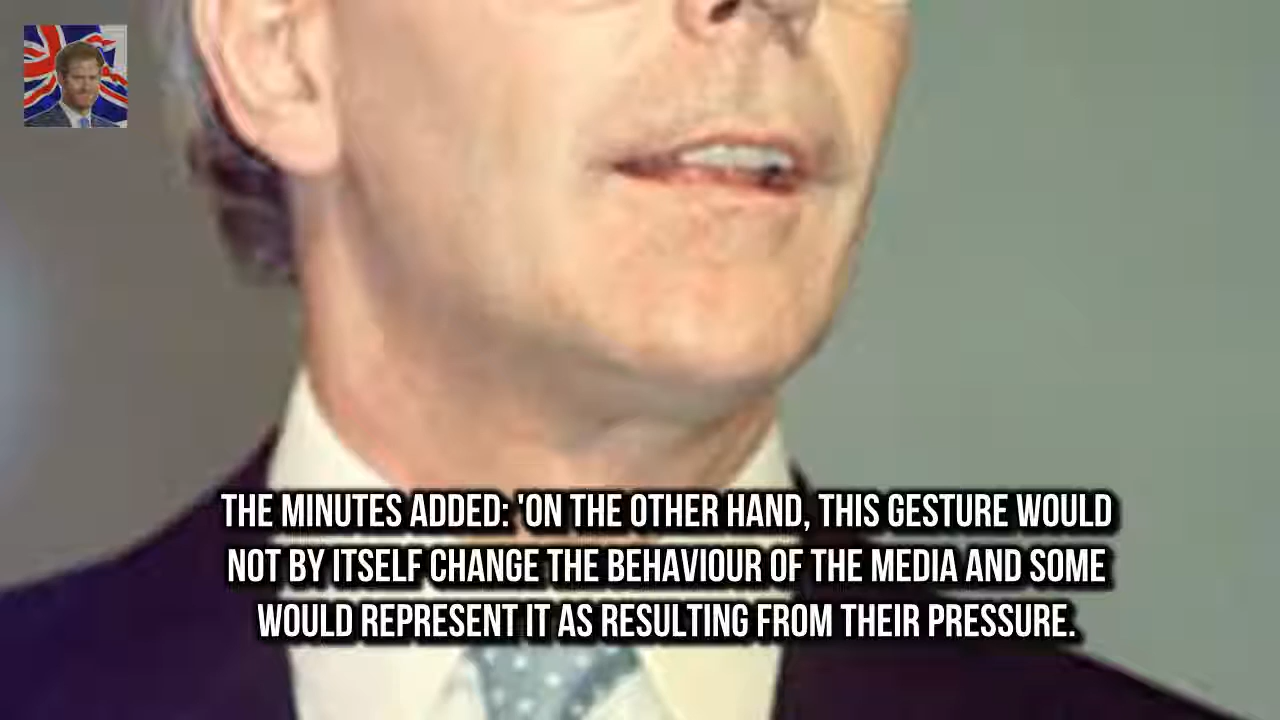 THE MINUTES ADDED: 'ON THE OTHER HAND, THIS GESTURE WOULD
NOT BY ITSELF CHANGE THE BEHAVIOUR OF THE MEDIA AND SOME
WOULD REPRESENT IT AS RESULTING FROM THEIR PRESSURE.